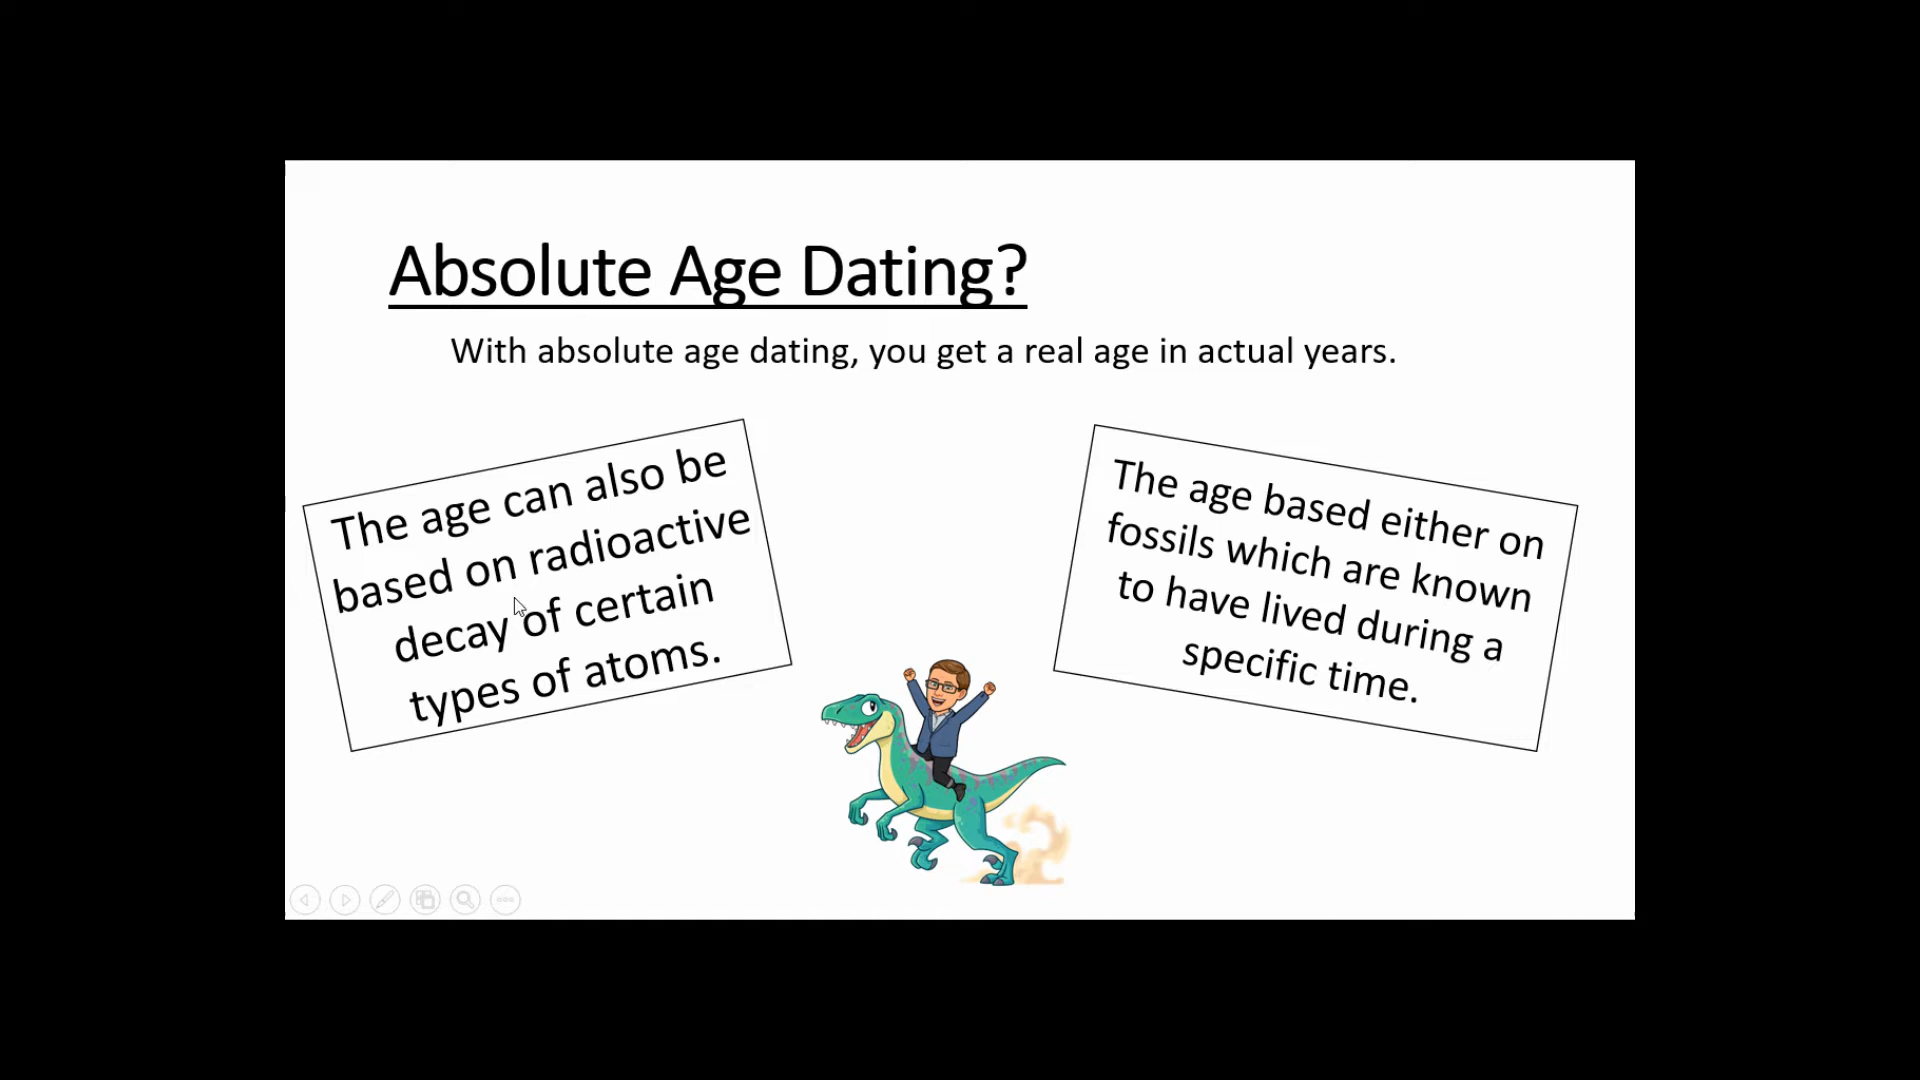 Absolute Age Dating?
With absolute age dating, you get a real age in actual years.
The age can also be
based on radioactive
decay of certain
types of atoms.
The age based either on
fossils which are known
to have lived during a
specific time.